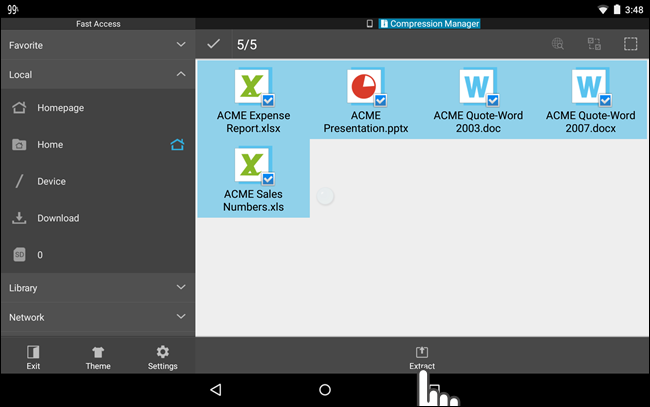 99%
3:48
Fast Access
Compression Manager
Favorite
5/5
Local
Homepage
Home
Device
Download
SD 0
Library
Network
ACME Expense
Report.xlsx
ACME
Presentation.pptx
ACME Quote-Word
2003.doc
ACME Quote-Word
2007.docx
ACME Sales
Numbers.xls
Exit
Theme
Settings
Extract